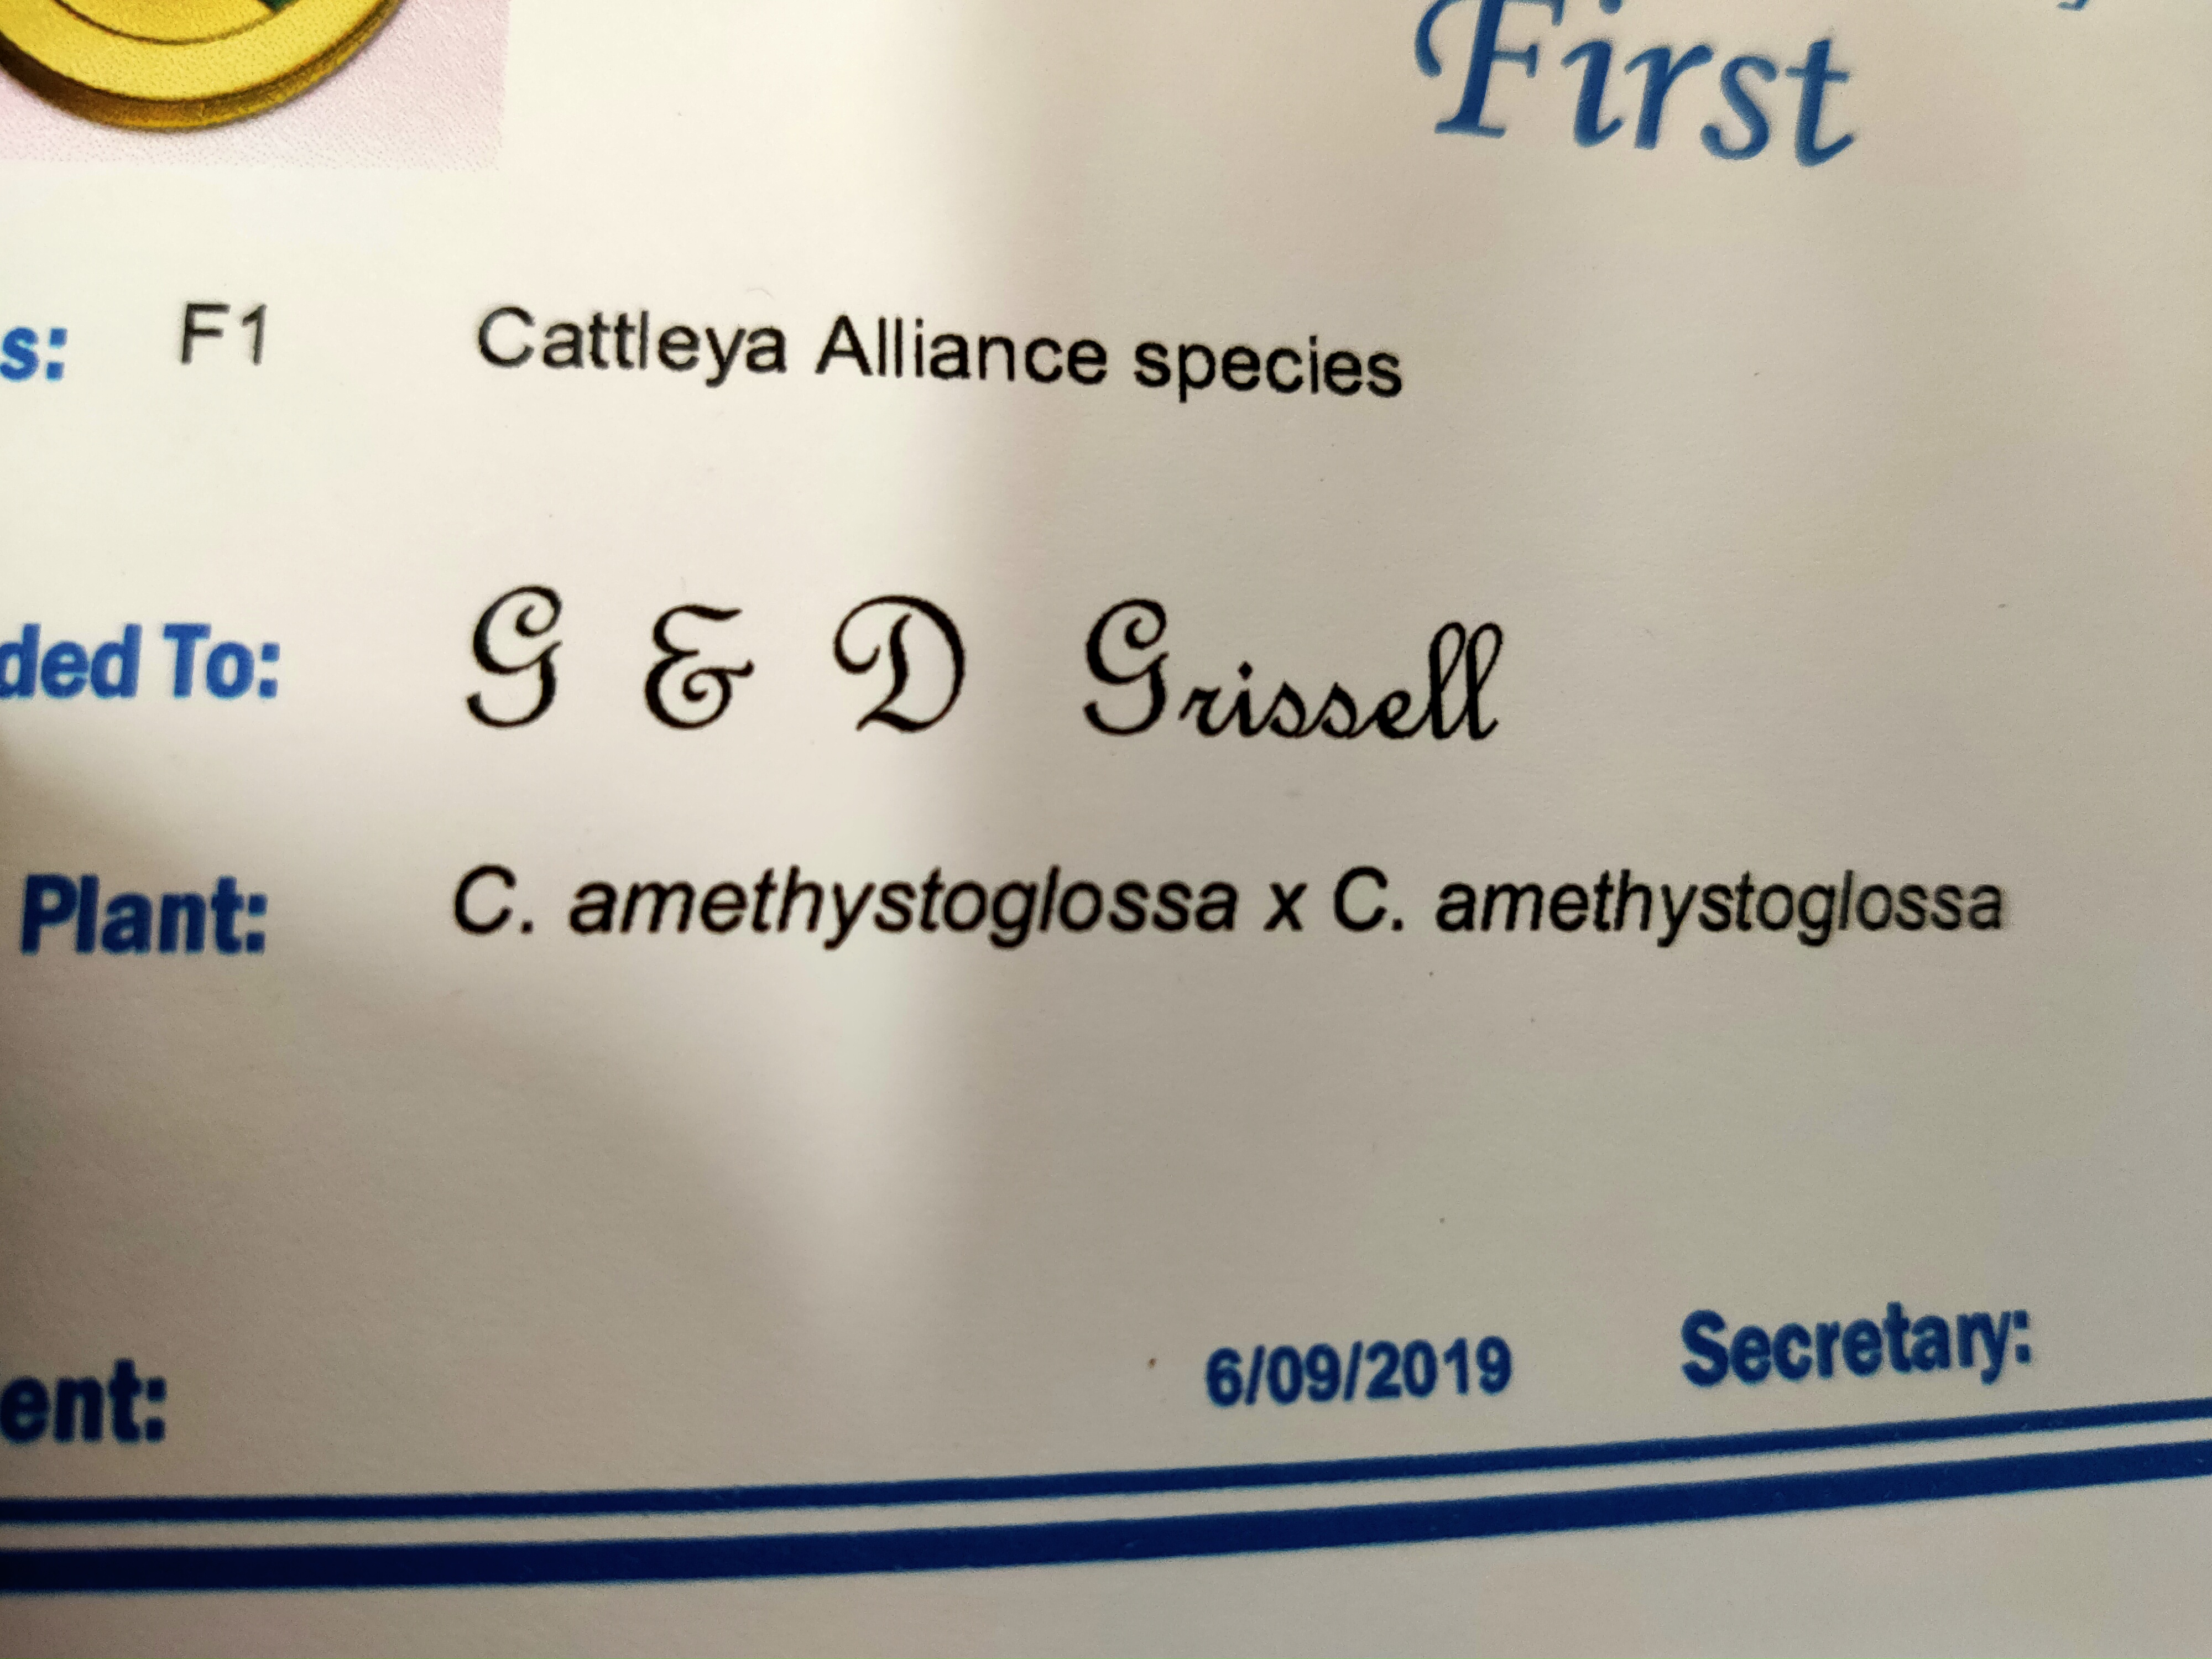 First
s: F1 Cattleya Alliance species
ded To: G & D Grissell
Plant: C. amethystoglossa x C. amethystoglossa
ent: 6/09/2019 Secretary: